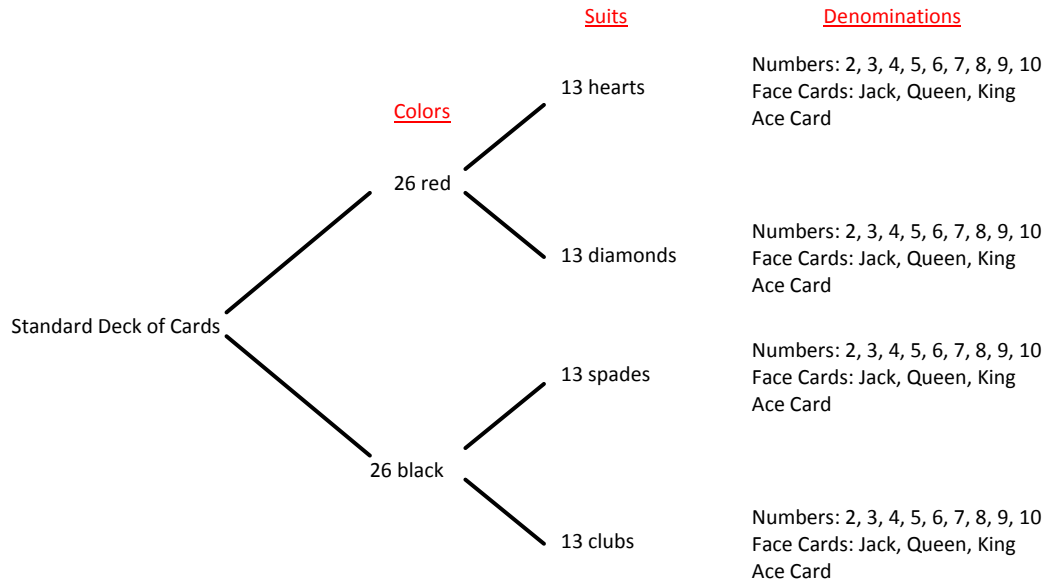 Suits
Denominations
Colors
Standard Deck of Cards
26 red
13 hearts
Numbers: 2, 3, 4, 5, 6, 7, 8, 9, 10
Face Cards: Jack, Queen, King
Ace Card
13 diamonds
Numbers: 2, 3, 4, 5, 6, 7, 8, 9, 10
Face Cards: Jack, Queen, King
Ace Card
26 black
13 spades
Numbers: 2, 3, 4, 5, 6, 7, 8, 9, 10
Face Cards: Jack, Queen, King
Ace Card
13 clubs
Numbers: 2, 3, 4, 5, 6, 7, 8, 9, 10
Face Cards: Jack, Queen, King
Ace Card